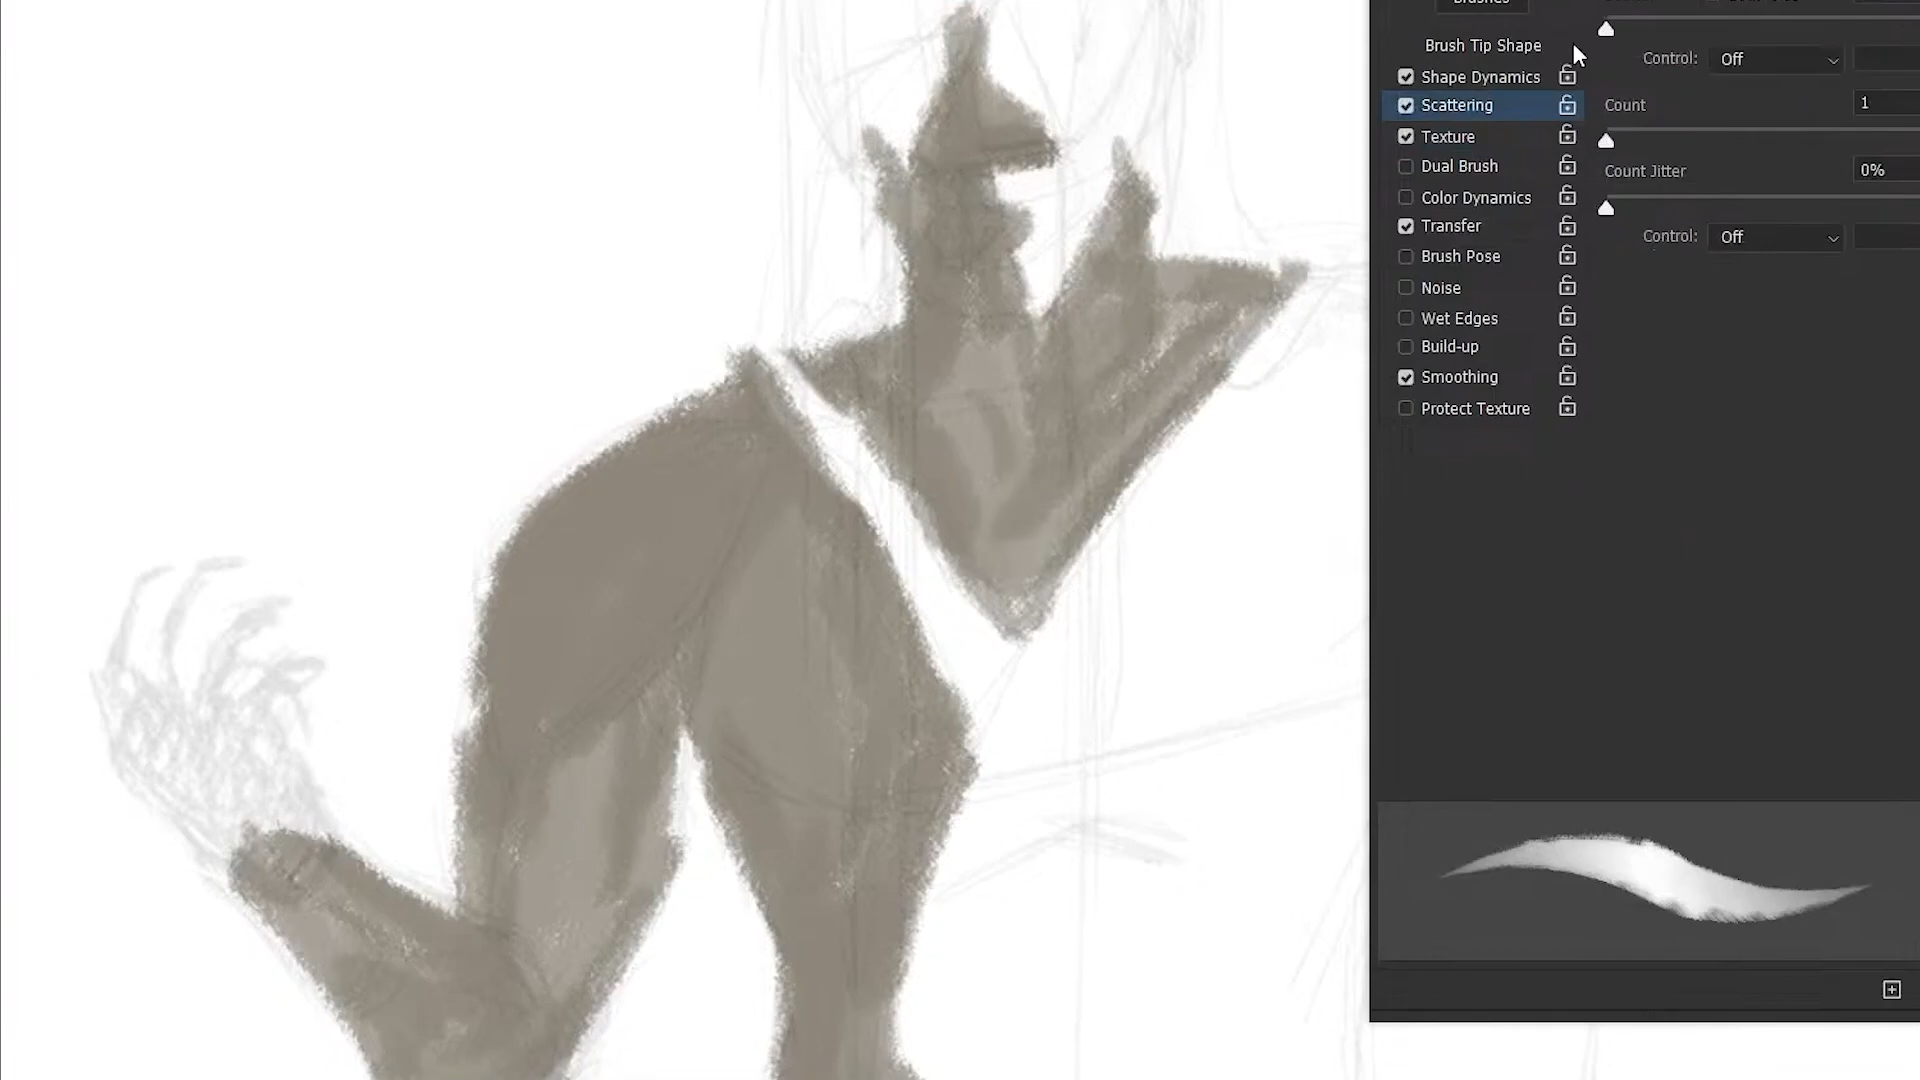 Brushes
Brush Tip Shape
Control: Off
Shape Dynamics
Scattering
Count 1
Texture
Dual Brush
Count Jitter 0%
Color Dynamics
Transfer
Control: Off
Brush Pose
Noise
Wet Edges
Build-up
Smoothing
Protect Texture